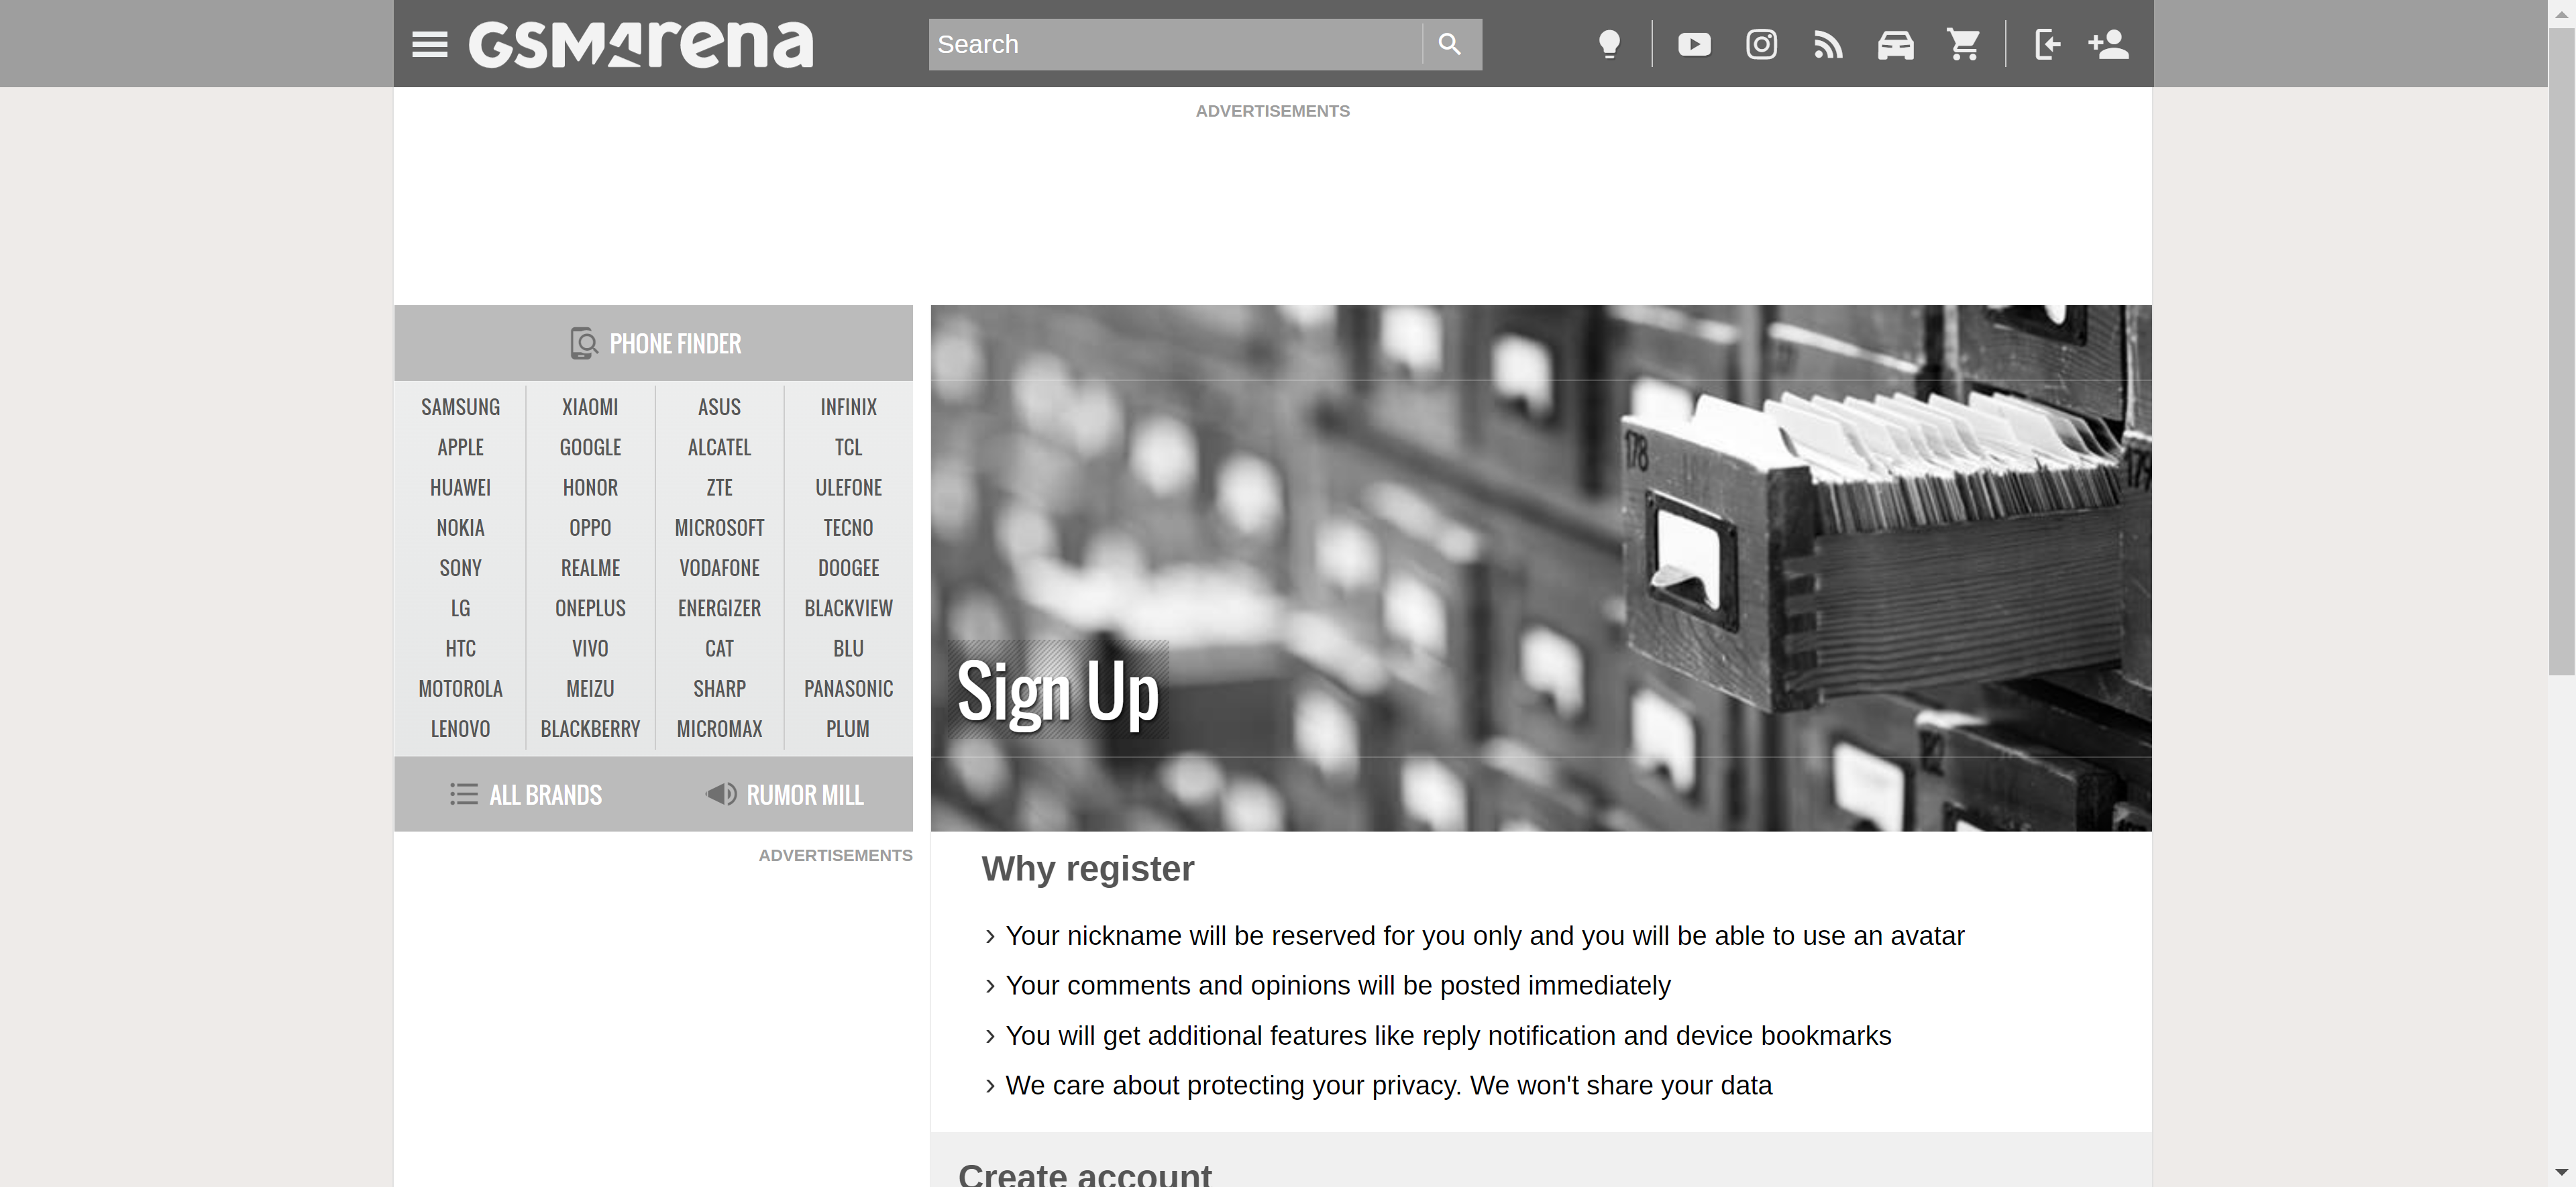 GSMArena
Search
ADVERTISEMENTS
PHONE FINDER
SAMSUNG XIAOMI ASUS INFINIX
APPLE GOOGLE ALCATEL TCL
HUAWEI HONOR ZTE ULEFONE
NOKIA OPPO MICROSOFT TECNO
SONY REALME VODAFONE DOOGEE
LG ONEPLUS ENERGIZER BLACKVIEW
HTC VIVO CAT BLU
MOTOROLA MEIZU SHARP PANASONIC
LENOVO BLACKBERRY MICROMAX PLUM
ALL BRANDS RUMOR MILL
ADVERTISEMENTS
178
Sign Up
Why register
› Your nickname will be reserved for you only and you will be able to use an avatar
› Your comments and opinions will be posted immediately
› You will get additional features like reply notification and device bookmarks
› We care about protecting your privacy. We won't share your data
Create account